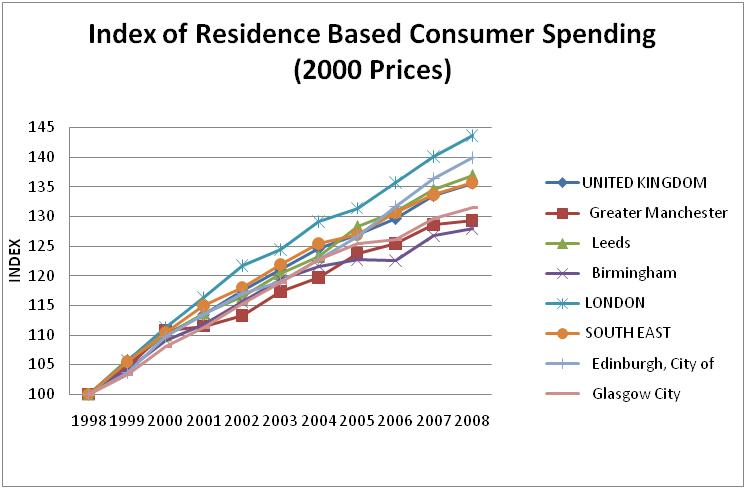 Index of Residence Based Consumer Spending
(2000 Prices)
145
140
135
130
125
120
115
110
105
100
INDEX
1998 1999 2000 2001 2002 2003 2004 2005 2006 2007 2008
UNITED KINGDOM
Greater Manchester
Leeds
Birmingham
LONDON
SOUTH EAST
Edinburgh, City of
Glasgow City